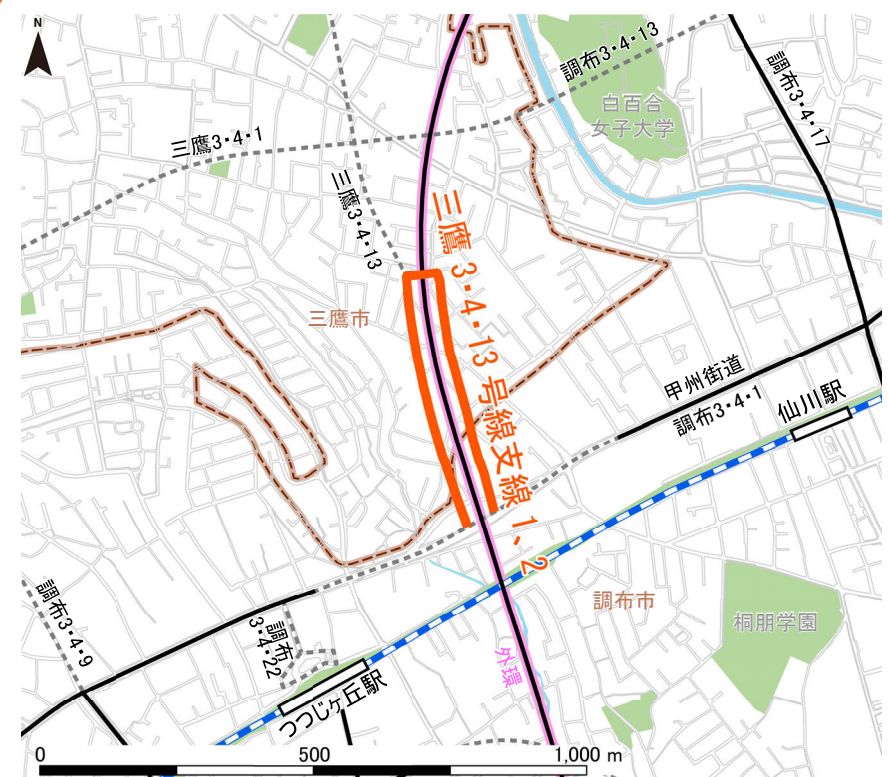 N
調布3・4・13
白百合
女子大学
調布3・4・17
三鷹3・4・1
三鷹3・4・13
三鷹 3・4・13 号線支線 1、2
三鷹市
甲州街道
調布3・4・1
仙川駅
調布3・4・9
調布
3・4・22
つつじヶ丘駅
外環
調布市
桐朋学園
0
500
1,000 m